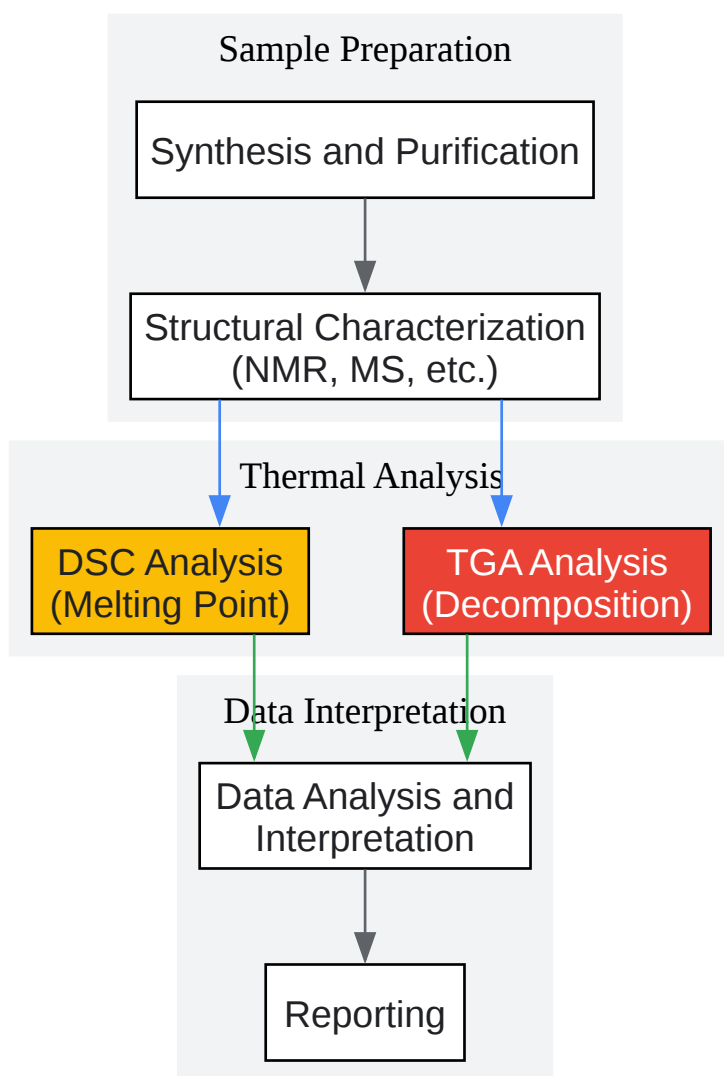 Sample Preparation
Synthesis and Purification
Structural Characterization
(NMR, MS, etc.)
Thermal Analysis
DSC Analysis
(Melting Point)
TGA Analysis
(Decomposition)
Data Interpretation
Data Analysis and
Interpretation
Reporting